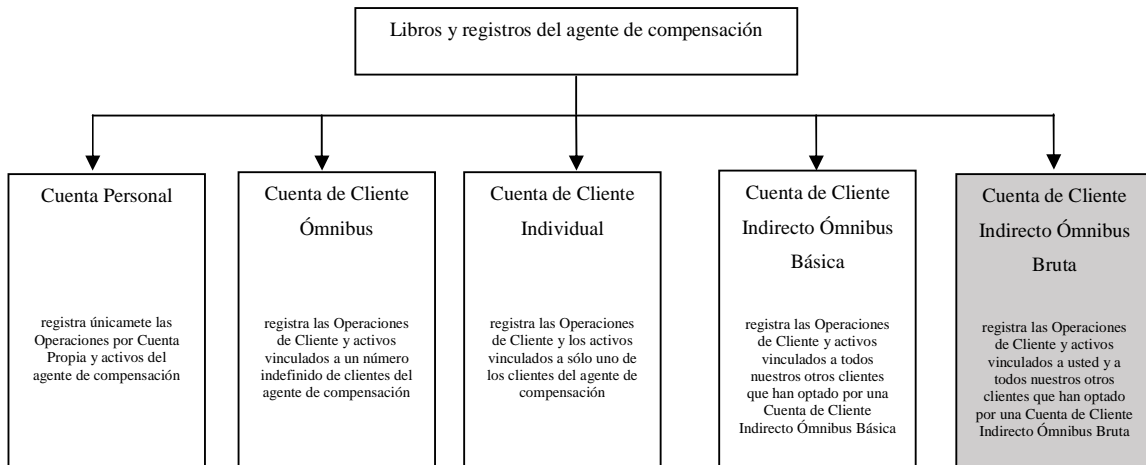 Libros y registros del agente de compensación
Cuenta Personal
registra únicamete las
Operaciones por Cuenta
Propia y activos del
agente de compensación
Cuenta de Cliente
Ómnibus
registra las Operaciones
de Cliente y activos
vinculados a un número
indefinido de clientes del
agente de compensación
Cuenta de Cliente
Individual
registra las Operaciones
de Cliente y los activos
vinculados a sólo uno de
los clientes del agente de
compensación
Cuenta de Cliente
Indirecto Ómnibus
Básica
registra las Operaciones
de Cliente y activos
vinculados a todos
nuestros otros clientes
que han optado por una
Cuenta de Cliente
Indirecto Ómnibus Básica
Cuenta de Cliente
Indirecto Ómnibus
Bruta
registra las Operaciones
de Cliente y activos
vinculados a usted y a
todos nuestros otros
clientes que han optado
por una Cuenta de Cliente
Indirecto Ómnibus Bruta